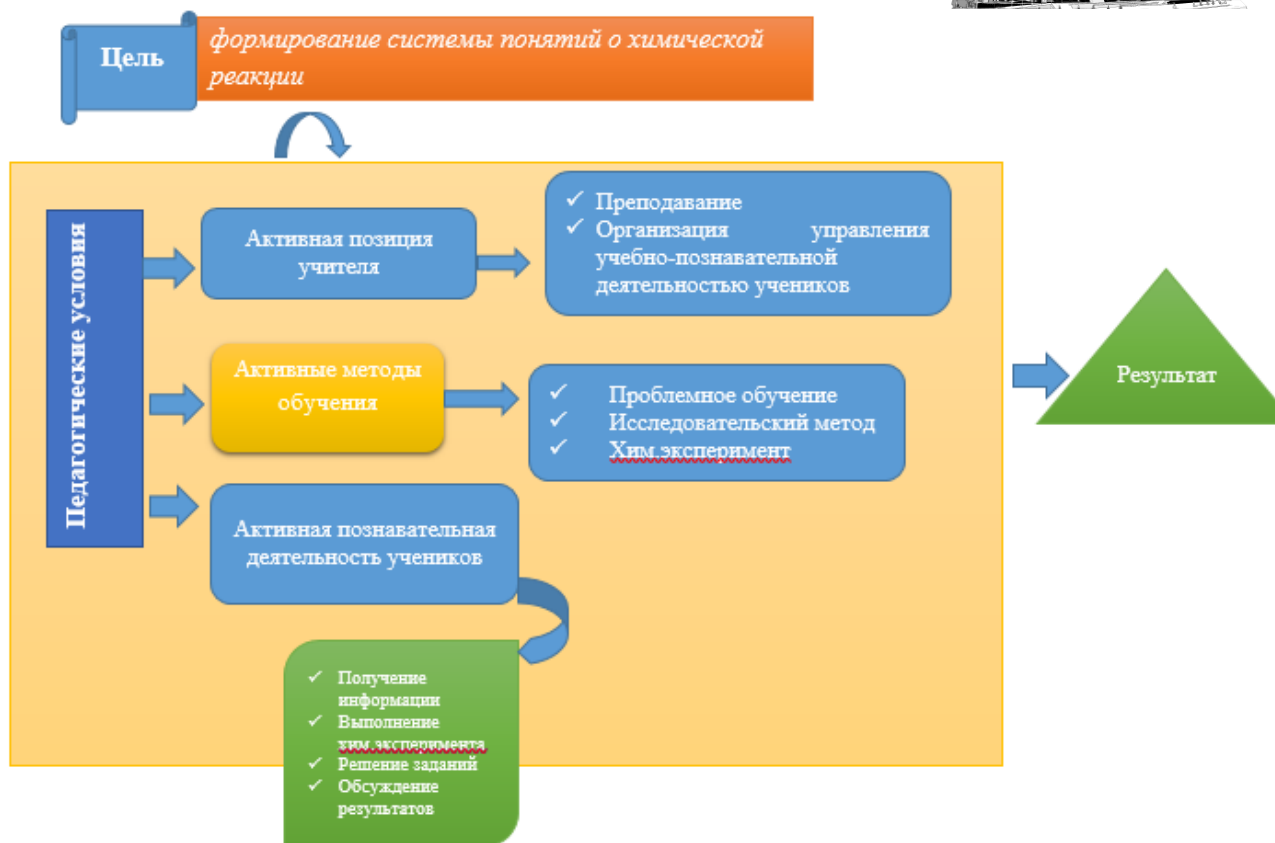 Цель
формирование системы понятий о химической
реакции
Педагогические условия
Активная позиция
учителя
✓ Преподавание
✓ Организация управления
учебно-познавательной
деятельностью учеников
Активные методы
обучения
✓ Проблемное обучение
✓ Исследовательский метод
✓ Хим.эксперимент
Активная познавательная
деятельность учеников
✓ Получение
информации
✓ Выполнение
хим.эксперимента
✓ Решение заданий
✓ Обсуждение
результатов
Результат